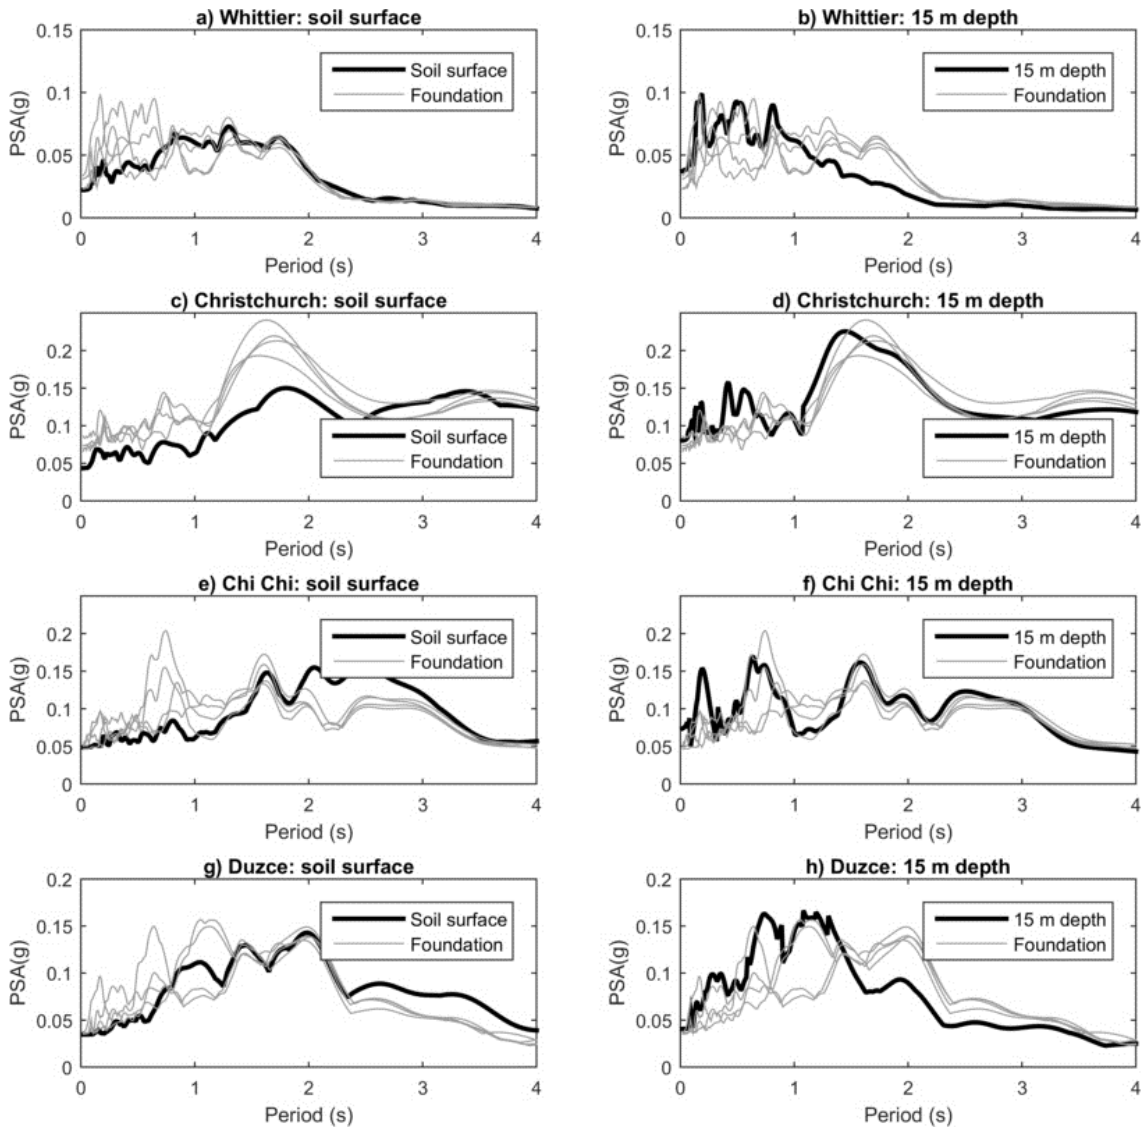 a) Whittier: soil surface
0.15
0.1
0.05
0
PSA(g)
Soil surface
Foundation
0 1 2 3 4
Period (s)
b) Whittier: 15 m depth
0.15
0.1
0.05
0
PSA(g)
15 m depth
Foundation
0 1 2 3 4
Period (s)
c) Christchurch: soil surface
0.2
0.15
0.1
0.05
0
PSA(g)
Soil surface
Foundation
0 1 2 3 4
Period (s)
d) Christchurch: 15 m depth
0.2
0.15
0.1
0.05
0
PSA(g)
15 m depth
Foundation
0 1 2 3 4
Period (s)
e) Chi Chi: soil surface
0.2
0.15
0.1
0.05
0
PSA(g)
Soil surface
Foundation
0 1 2 3 4
Period (s)
f) Chi Chi: 15 m depth
0.2
0.15
0.1
0.05
0
PSA(g)
15 m depth
Foundation
0 1 2 3 4
Period (s)
g) Duzce: soil surface
0.2
0.15
0.1
0.05
0
PSA(g)
Soil surface
Foundation
0 1 2 3 4
Period (s)
h) Duzce: 15 m depth
0.2
0.15
0.1
0.05
0
PSA(g)
15 m depth
Foundation
0 1 2 3 4
Period (s)